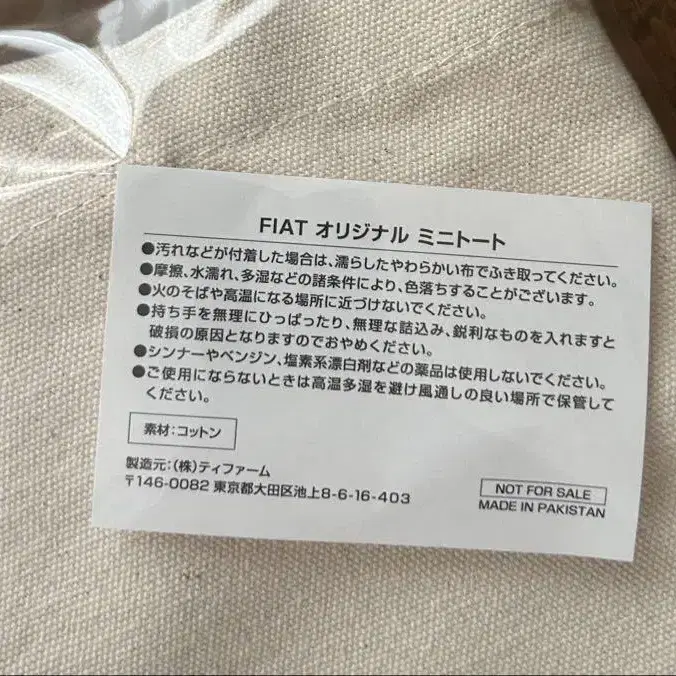 FIAT オリジナル ミニトート
●汚れなどが付着した場合は、濡らしたやわらかい布でふき取ってください。
●摩擦、水濡れ、多湿などの諸条件により、色落ちすることがございます。
●火のそばや高温になる場所に近づけないでください。
●持ち手を無理にひっぱったり、無理な詰込み、鋭利なものを入れますと
破損の原因となりますのでおやめください。
●シンナーやベンジン、塩素系漂白剤などの薬品は使用しないでください。
●ご使用にならないときは高温多湿を避け風通しの良い場所で保管して
ください。
素材:コットン
製造元:(株)ティファーム
〒146-0082 東京都大田区池上8-6-16-403
NOT FOR SALE
MADE IN PAKISTAN